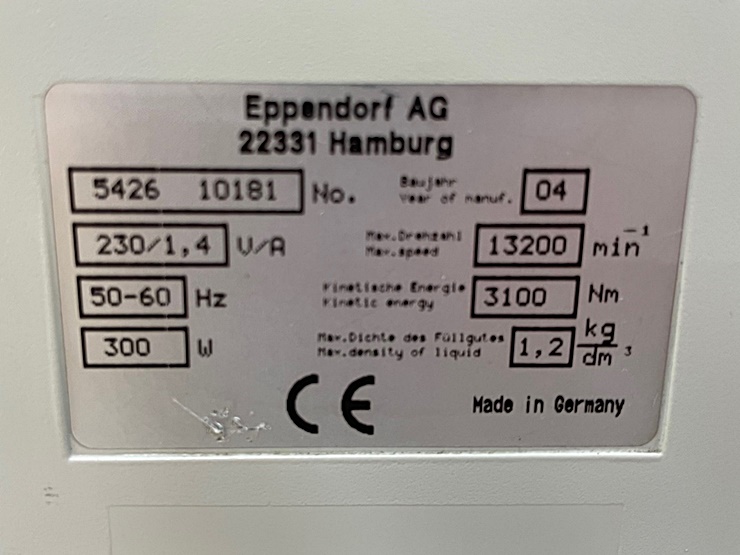 Eppendorf AG
22331 Hamburg
5426 10181 No. Baujahr 04
Year of manuf.
230/1,4 V/A Max.Drehzahl 13200 min⁻¹
Max.speed
50-60 Hz Kinetische Energie 3100 Nm
Kinetic energy
300 W Max.Dichte des Füllgutes 1,2 kg/dm³
Max.density of liquid
CE Made in Germany